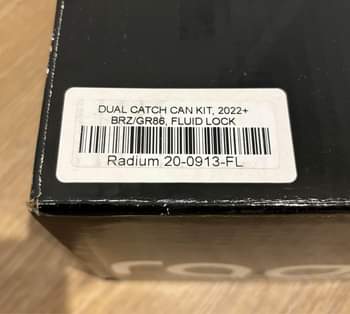 DUAL CATCH CAN KIT, 2022+
BRZ/GR86, FLUID LOCK
Radium 20-0913-FL